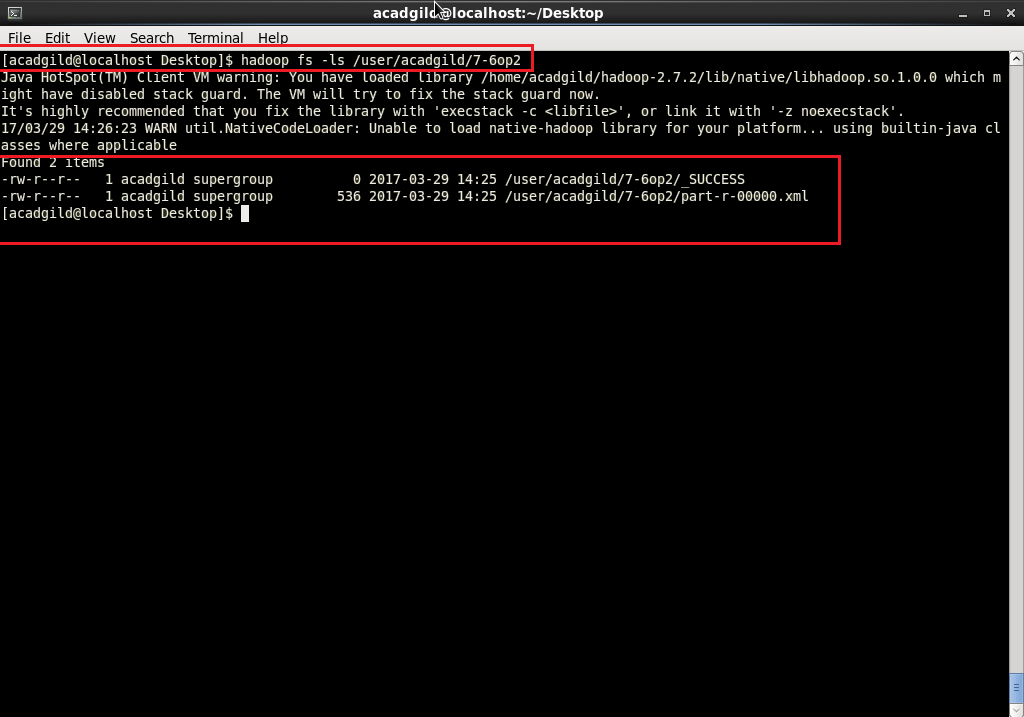 acadgild@localhost:~/Desktop
File Edit View Search Terminal Help
[acadgild@localhost Desktop]$ hadoop fs -ls /user/acadgild/7-6op2
Java HotSpot(TM) Client VM warning: You have loaded library /home/acadgild/hadoop-2.7.2/lib/native/libhadoop.so.1.0.0 which m
ight have disabled stack guard. The VM will try to fix the stack guard now.
It's highly recommended that you fix the library with 'execstack -c <libfile>', or link it with '-z noexecstack'.
17/03/29 14:26:23 WARN util.NativeCodeLoader: Unable to load native-hadoop library for your platform... using builtin-java cl
asses where applicable
Found 2 items
-rw-r--r--   1 acadgild supergroup          0 2017-03-29 14:25 /user/acadgild/7-6op2/_SUCCESS
-rw-r--r--   1 acadgild supergroup        536 2017-03-29 14:25 /user/acadgild/7-6op2/part-r-00000.xml
[acadgild@localhost Desktop]$